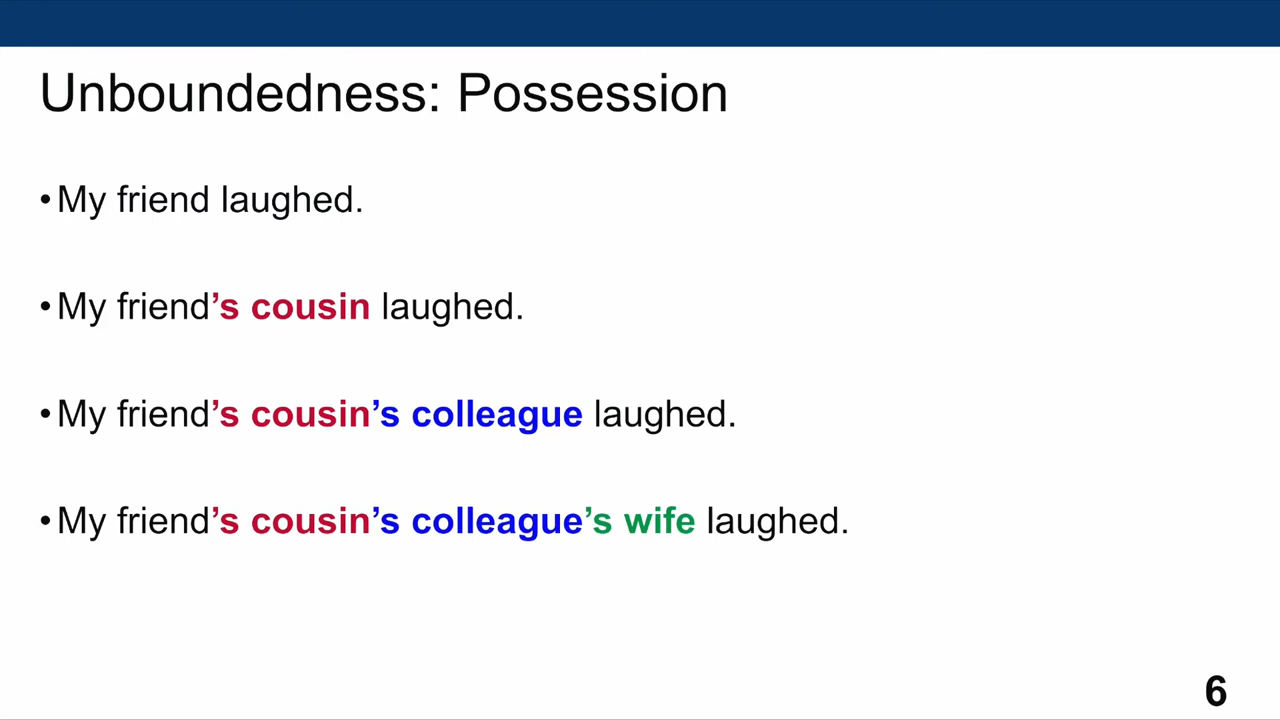 Unboundedness: Possession
•My friend laughed.
•My friend’s cousin laughed.
•My friend’s cousin’s colleague laughed.
•My friend’s cousin’s colleague’s wife laughed.
6